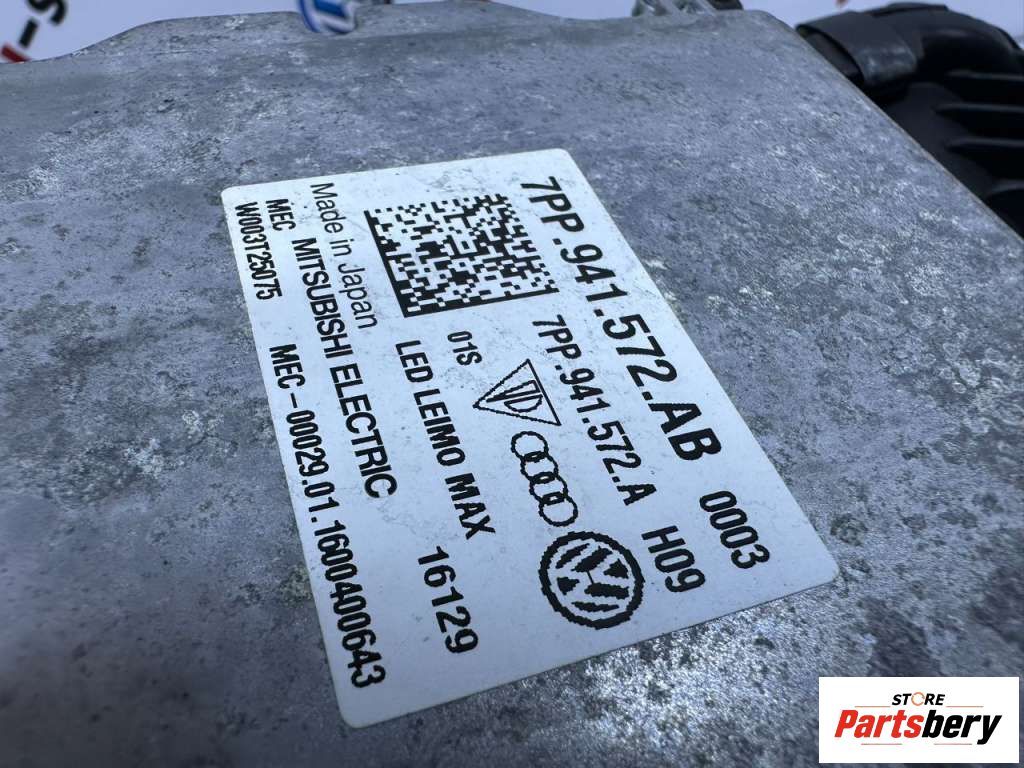 7PP.941.572.AB 0003
7PP.941.572.A H09
01S
LED LEIMO MAX 16129
Made in Japan
MEC MITSUBISHI ELECTRIC
W003T25075 MEC-00029.01.1600400643
STORE
Partsbery